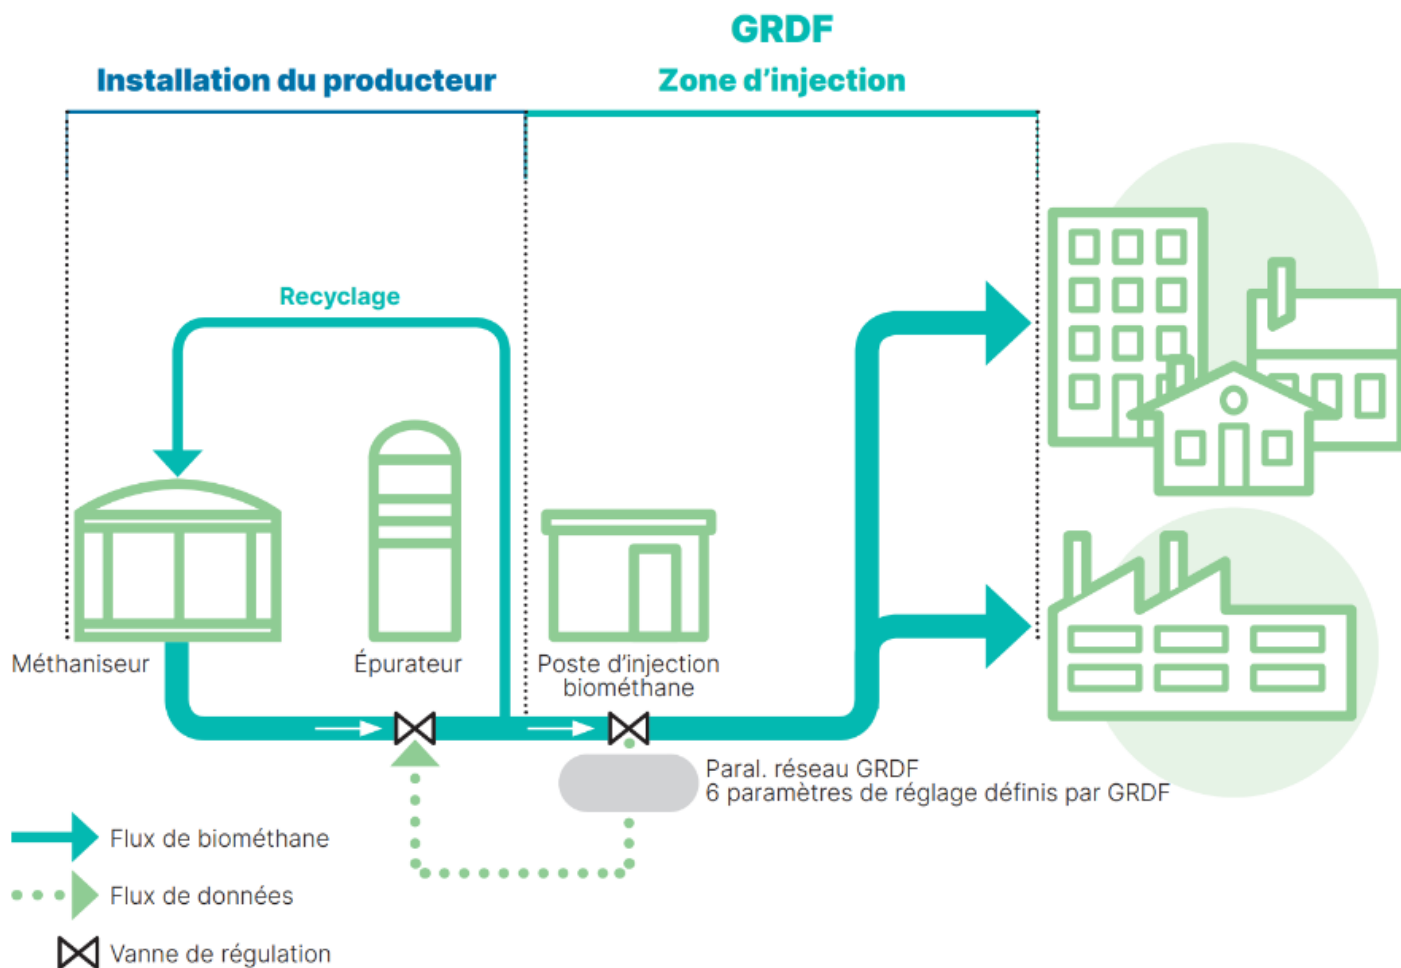 GRDF
Installation du producteur
Zone d’injection
Recyclage
Méthaniseur
Épurateur
Poste d’injection
biométhane
Paral. réseau GRDF
6 paramètres de réglage définis par GRDF
Flux de biométhane
Flux de données
Vanne de régulation